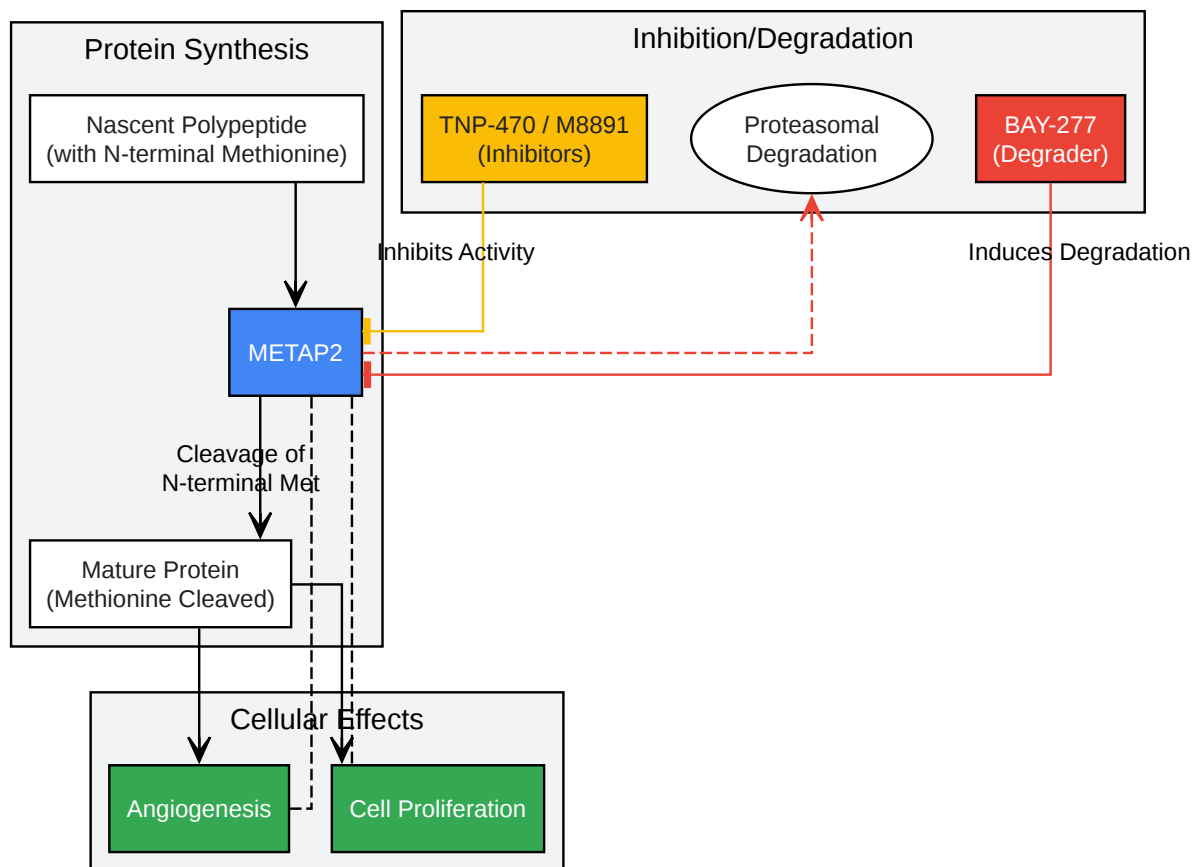 Protein Synthesis
Nascent Polypeptide
(with N-terminal Methionine)
Inhibition/Degradation
TNP-470 / M8891
(Inhibitors)
Proteasomal
Degradation
BAY-277
(Degrader)
Inhibits Activity
Induces Degradation
METAP2
Cleavage of
N-terminal Met
Mature Protein
(Methionine Cleaved)
Cellular Effects
Angiogenesis
Cell Proliferation